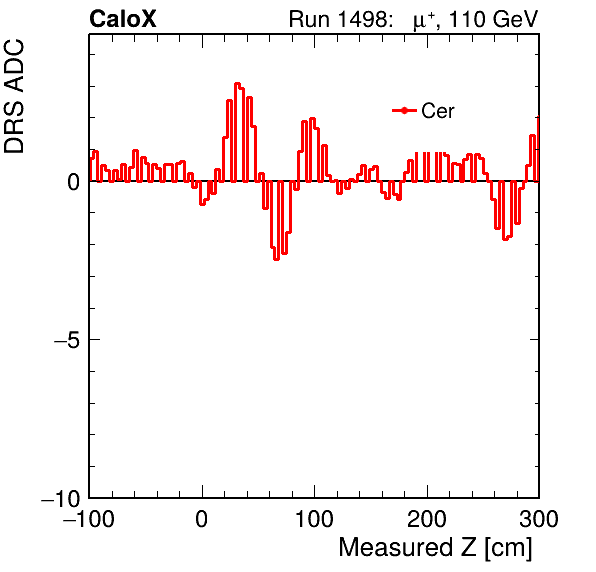 CaloX Run 1498: μ⁺, 110 GeV
DRS ADC
Cer
0
−5
−10
−100 0 100 200 300
Measured Z [cm]